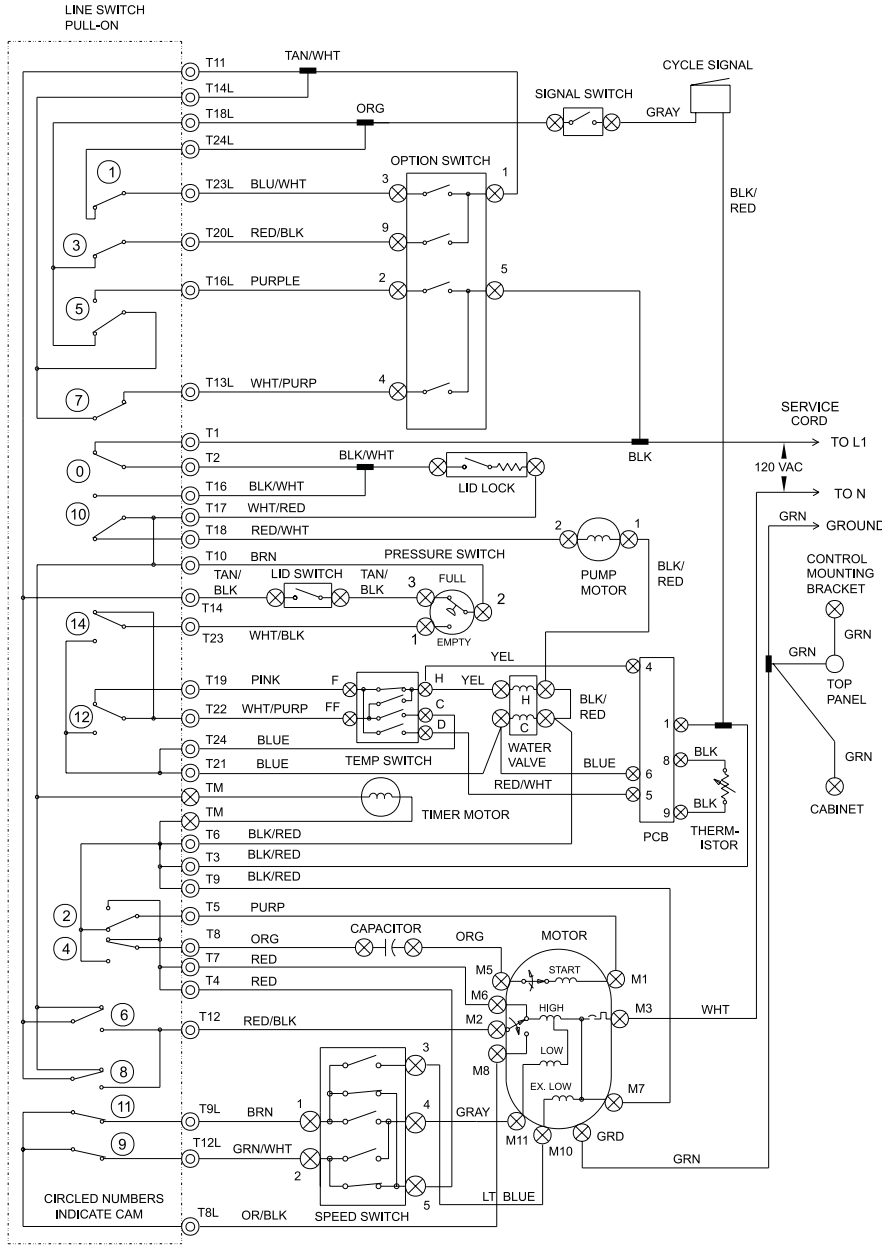 LINE SWITCH
PULL-ON
T11
TAN/WHT
T14L
CYCLE SIGNAL
T18L
ORG
SIGNAL SWITCH
GRAY
T24L
1
OPTION SWITCH
T23L BLU/WHT
3
1
BLK/
RED
3
T20L RED/BLK
9
T16L PURPLE
2
5
5
7
T13L WHT/PURP
4
SERVICE
CORD
T1
BLK
TO L1
0
T2
BLK/WHT
LID LOCK
120 VAC
T16 BLK/WHT
TO N
10
T17 WHT/RED
T18 RED/WHT
2
1
GRN
GROUND
PUMP
MOTOR
BLK/
RED
T10 BRN
PRESSURE SWITCH
CONTROL
MOUNTING
BRACKET
TAN/
BLK
LID SWITCH
TAN/
BLK
3
FULL
2
T14
14
T23
WHT/BLK
1
EMPTY
GRN
GRN
TOP
PANEL
YEL
4
T19 PINK
F
H
YEL
H
BLK/
RED
12
T22 WHT/PURP
FF
C
C
1
D
T24 BLUE
TEMP SWITCH
WATER
VALVE
BLUE
8
BLK
GRN
T21 BLUE
RED/WHT
6
5
TM
TIMER MOTOR
9
BLK
THERM-
ISTOR
CABINET
TM
PCB
T6 BLK/RED
T3 BLK/RED
T9 BLK/RED
2
T5 PURP
4
T8 ORG
CAPACITOR
ORG
MOTOR
T7 RED
M5
START
M1
T4 RED
M6
HIGH
6
T12 RED/BLK
M2
M3
WHT
LOW
8
M8
3
EX. LOW
M7
11
T9L BRN
1
4
GRAY
M11
M10
GRD
9
T12L GRN/WHT
2
GRN
CIRCLED NUMBERS
INDICATE CAM
5
LT BLUE
T8L OR/BLK
SPEED SWITCH